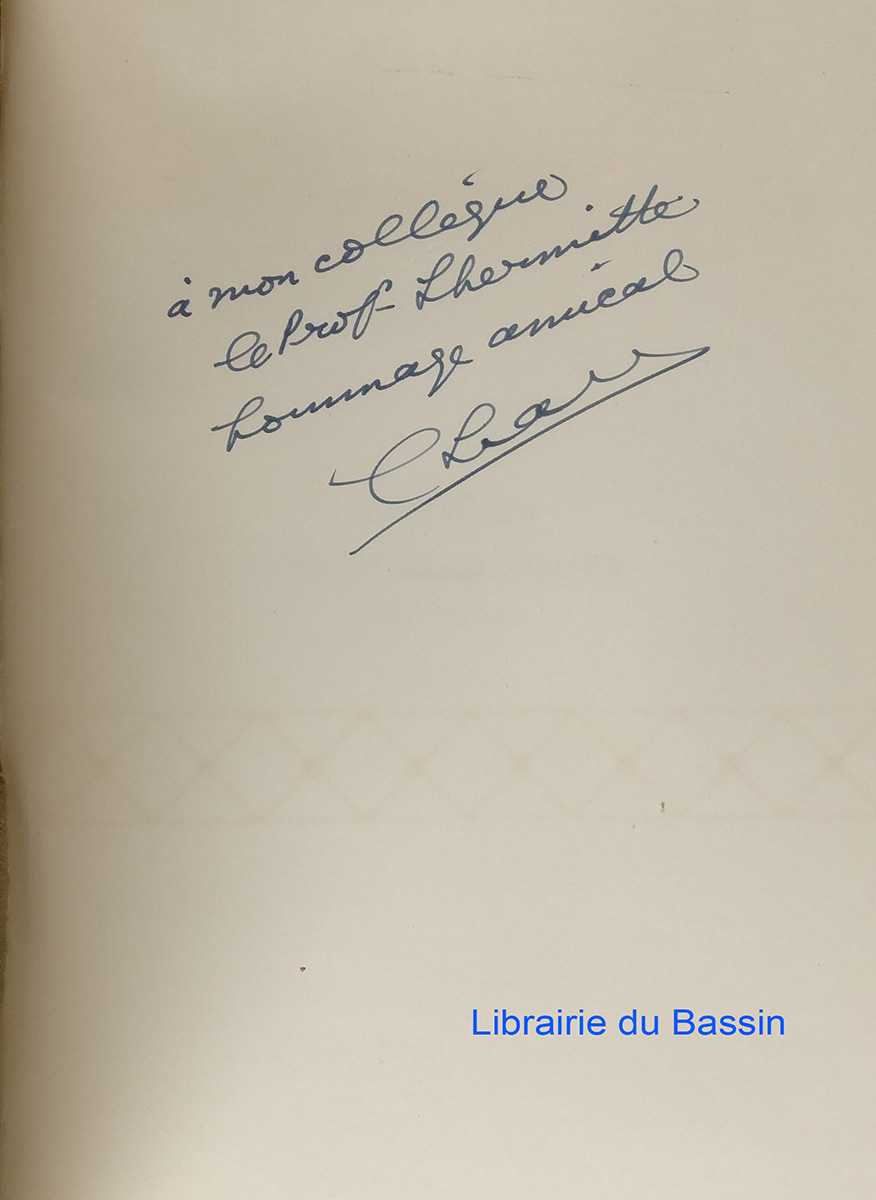 à mon collègue
le Prof Lhermitte
hommage amical
Librairie du Bassin